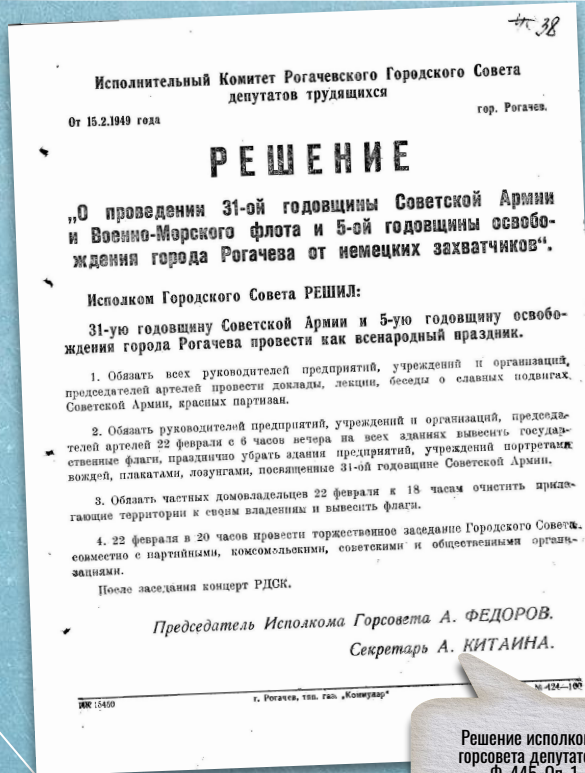 38
Исполнительный Комитет Рогачевского Городского Совета
депутатов трудящихся
От 15.2.1949 года
гор. Рогачев.
РЕШЕНИЕ
„О проведении 31-ой годовщины Советской Армии
и Военно-Морского флота и 5-ой годовщины освобо-
ждения города Рогачева от немецких захватчиков“.
Исполком Городского Совета РЕШИЛ:
31-ую годовщину Советской Армии и 5-ую годовщину освобо-
ждения города Рогачева провести как всенародный праздник.
1. Обязать всех руководителей предприятий, учреждений и организаций,
председателей артелей провести доклады, лекции, беседы о славных подвигах
Советской Армии, красных партизан.
2. Обязать руководителей предприятий, учреждений и организаций, председа-
телей артелей 22 февраля с 6 часов вечера на всех зданиях вывесить государ-
ственные флаги, празднично убрать здания предприятий, учреждений портретами
вождей, плакатами, лозунгами, посвященные 31-ой годовщине Советской Армии.
3. Обязать частных домовладельцев 22 февраля к 18 часам очистить приле-
гающие территории к своим владениям и вывесить флаги.
4. 22 февраля в 20 часов провести торжественное заседание Городского Совета
совместно с партийными, комсомольскими, советскими и общественными органи-
зациями.
После заседания концерт РДСК.
Председатель Исполкома Горсовета А. ФЕДОРОВ.
Секретарь А. КИТАИНА.
г. Рогачев, тип. газ. „Коммунар“
№ 424—100
Решение исполко
горсовета депутато
Ф. 445. Оп. 1